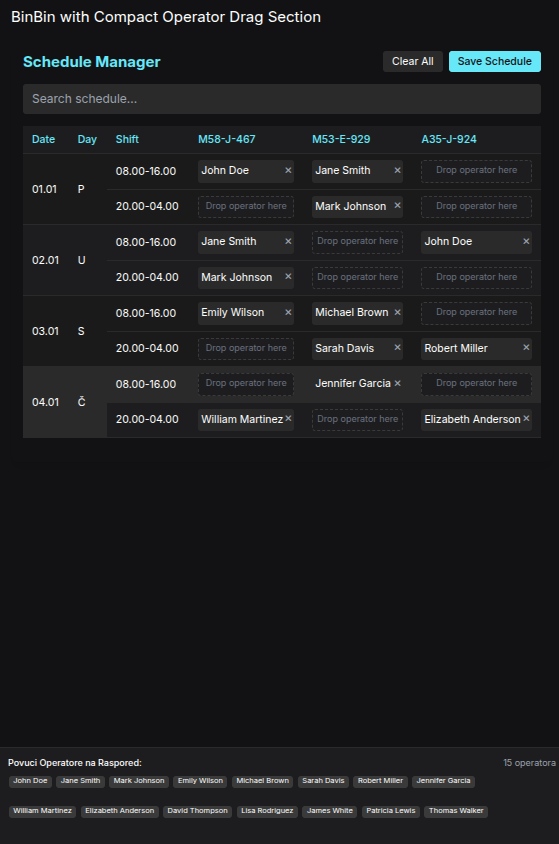 BinBin with Compact Operator Drag Section
Schedule Manager Clear All Save Schedule
Search schedule...
Date Day Shift M58-J-467 M53-E-929 A35-J-924
08.00-16.00 John Doe × Jane Smith × Drop operator here
01.01 P
20.00-04.00 Drop operator here Mark Johnson × Drop operator here
08.00-16.00 Jane Smith × Drop operator here John Doe ×
02.01 U
20.00-04.00 Mark Johnson × Drop operator here Drop operator here
08.00-16.00 Emily Wilson × Michael Brown × Drop operator here
03.01 S
20.00-04.00 Drop operator here Sarah Davis × Robert Miller ×
08.00-16.00 Drop operator here Jennifer Garcia × Drop operator here
04.01 Č
20.00-04.00 William Martinez × Drop operator here Elizabeth Anderson ×
Povuci Operatore na Raspored: 15 operatora
John Doe Jane Smith Mark Johnson Emily Wilson Michael Brown Sarah Davis Robert Miller Jennifer Garcia
William Martinez Elizabeth Anderson David Thompson Lisa Rodriguez James White Patricia Lewis Thomas Walker